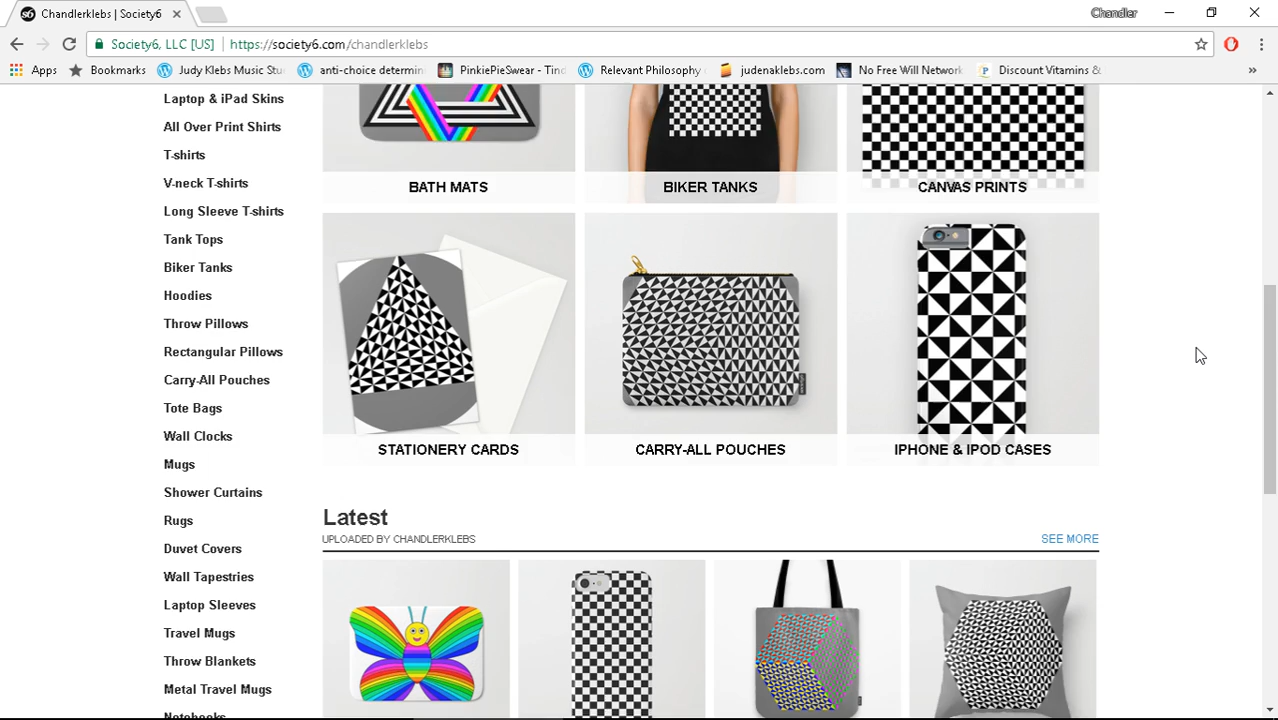 Chandlerklebs | Society6
Chandler
Society6, LLC [US]
https://society6.com/chandlerklebs
Apps
Bookmarks
Judy Klebs Music Stu
anti-choice determin
PinkiePieSwear - Tind
Relevant Philosophy
judenaklebs.com
No Free Will Network
Discount Vitamins &
Laptop & iPad Skins
All Over Print Shirts
T-shirts
V-neck T-shirts
Long Sleeve T-shirts
Tank Tops
Biker Tanks
Hoodies
Throw Pillows
Rectangular Pillows
Carry-All Pouches
Tote Bags
Wall Clocks
Mugs
Shower Curtains
Rugs
Duvet Covers
Wall Tapestries
Laptop Sleeves
Travel Mugs
Throw Blankets
Metal Travel Mugs
Notebooks
BATH MATS
BIKER TANKS
CANVAS PRINTS
STATIONERY CARDS
CARRY-ALL POUCHES
IPHONE & IPOD CASES
Latest
UPLOADED BY CHANDLERKLEBS
SEE MORE